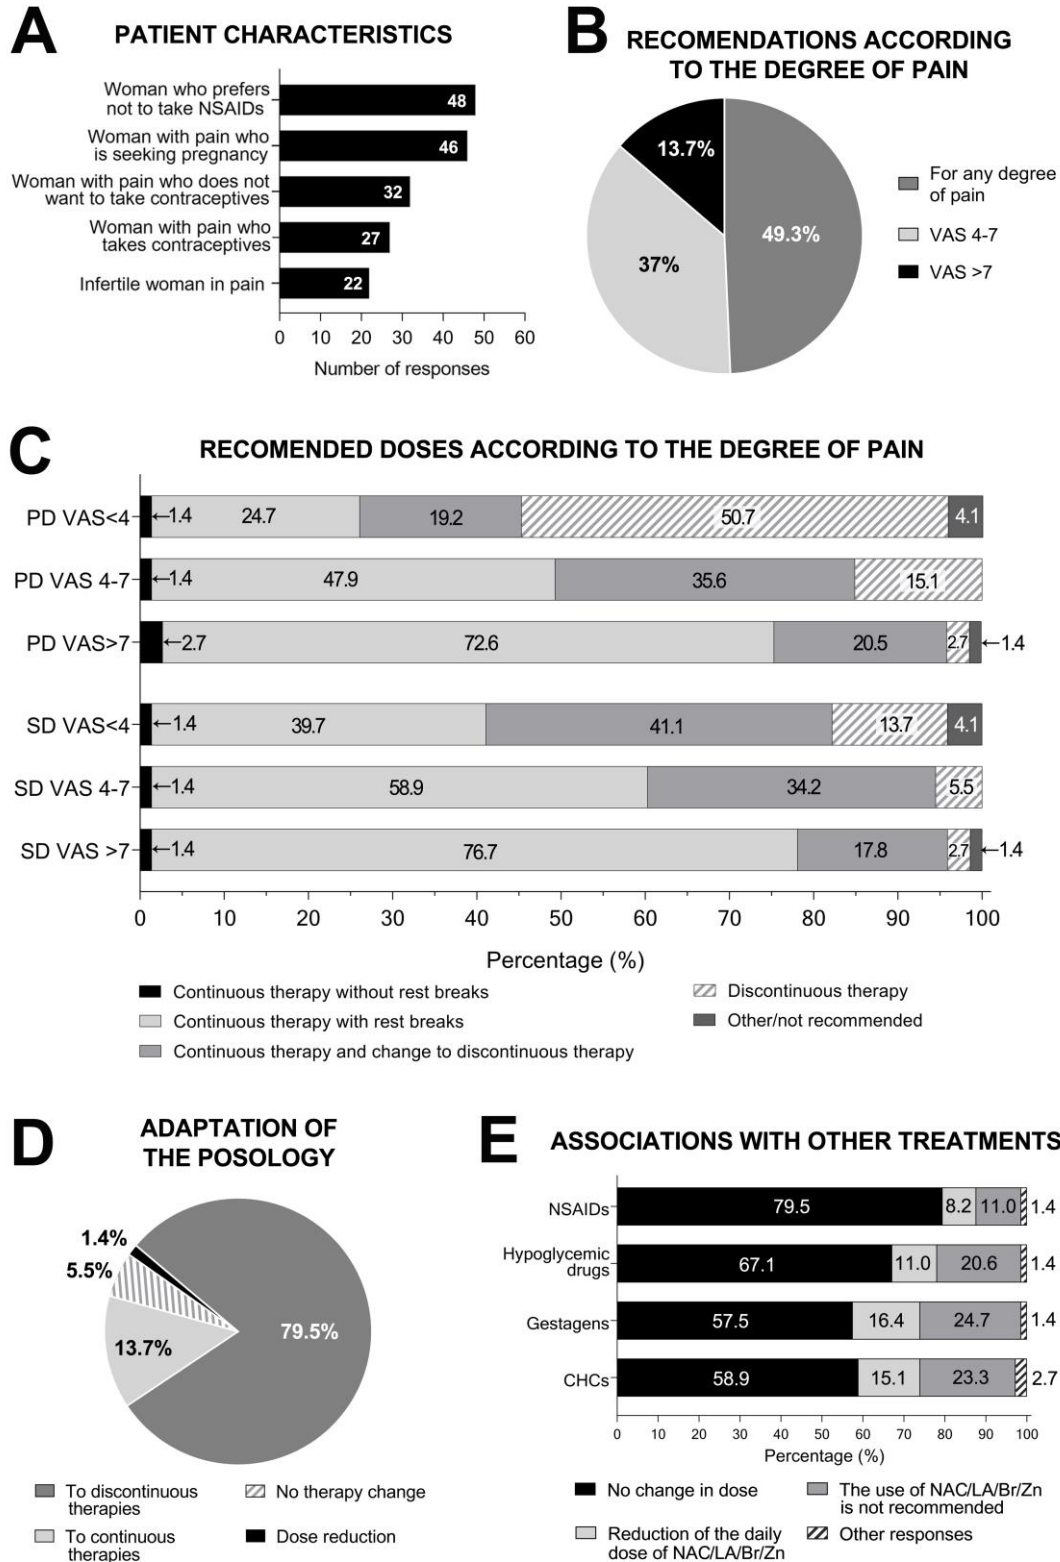 A
PATIENT CHARACTERISTICS
Woman who prefers
not to take NSAIDs
48
Woman with pain who
is seeking pregnancy
46
Woman with pain who does not
want to take contraceptives
32
Woman with pain who
takes contraceptives
27
Infertile woman in pain
22
0 10 20 30 40 50 60
Number of responses
B
RECOMENDATIONS ACCORDING
TO THE DEGREE OF PAIN
13.7%
49.3%
37%
For any degree
of pain
VAS 4-7
VAS >7
C
RECOMENDED DOSES ACCORDING TO THE DEGREE OF PAIN
PD VAS<4 ←1.4 24.7 19.2 50.7 4.1
PD VAS 4-7 ←1.4 47.9 35.6 15.1
PD VAS>7 ←2.7 72.6 20.5 2.7 ←1.4
SD VAS<4 ←1.4 39.7 41.1 13.7 4.1
SD VAS 4-7 ←1.4 58.9 34.2 5.5
SD VAS >7 ←1.4 76.7 17.8 2.7 ←1.4
0 10 20 30 40 50 60 70 80 90 100
Percentage (%)
Continuous therapy without rest breaks
Continuous therapy with rest breaks
Continuous therapy and change to discontinuous therapy
Discontinuous therapy
Other/not recommended
D
ADAPTATION OF
THE POSOLOGY
1.4%
5.5%
13.7%
79.5%
To discontinuous
therapies
To continuous
therapies
No therapy change
Dose reduction
E
ASSOCIATIONS WITH OTHER TREATMENTS
NSAIDs 79.5 8.2 11.0 1.4
Hypoglycemic
drugs
67.1 11.0 20.6 1.4
Gestagens 57.5 16.4 24.7 1.4
CHCs 58.9 15.1 23.3 2.7
0 10 20 30 40 50 60 70 80 90 100
Percentage (%)
No change in dose
Reduction of the daily
dose of NAC/LA/Br/Zn
The use of NAC/LA/Br/Zn
is not recommended
Other responses